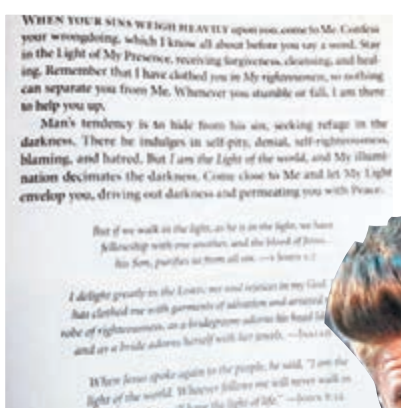 WHEN YOUR SINS WEIGH HEAVILY upon you, come to Me. Confess
your wrongdoing, which I know all about before you say a word. Stay
in the Light of My Presence, receiving forgiveness, cleansing, and heal-
ing. Remember that I have clothed you in My righteousness, so nothing
can separate you from Me. Whenever you stumble or fall, I am there
to help you up.
Man's tendency is to hide from his sin, seeking refuge in the
darkness. There he indulges in self-pity, denial, self-righteousness,
blaming, and hatred. But I am the Light of the world, and My illumi-
nation decimates the darkness. Come close to Me and let My Light
envelop you, driving out darkness and permeating you with Peace.
But if we walk in the light, as he is in the light, we have
fellowship with one another, and the blood of Jesus,
his Son, purifies us from all sin. —1 JOHN 1:7
I delight greatly in the LORD; my soul rejoices in my God.
has clothed me with garments of salvation and arrayed
robe of righteousness, as a bridegroom adorns his head
and as a bride adorns herself with her jewels. —ISAIAH
When Jesus spoke again to the people, he said, "I am the
light of the world. Whoever follows me will never walk in
have the light of life." —JOHN 8:12